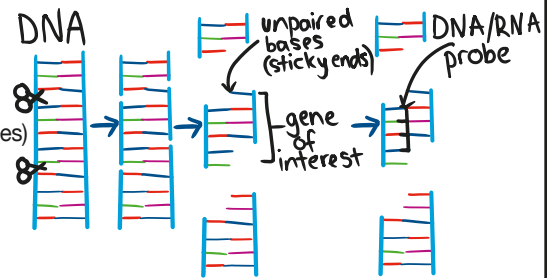 DNA
unpaired
bases
(sticky ends)
DNA/RNA
probe
es)
gene
of
interest